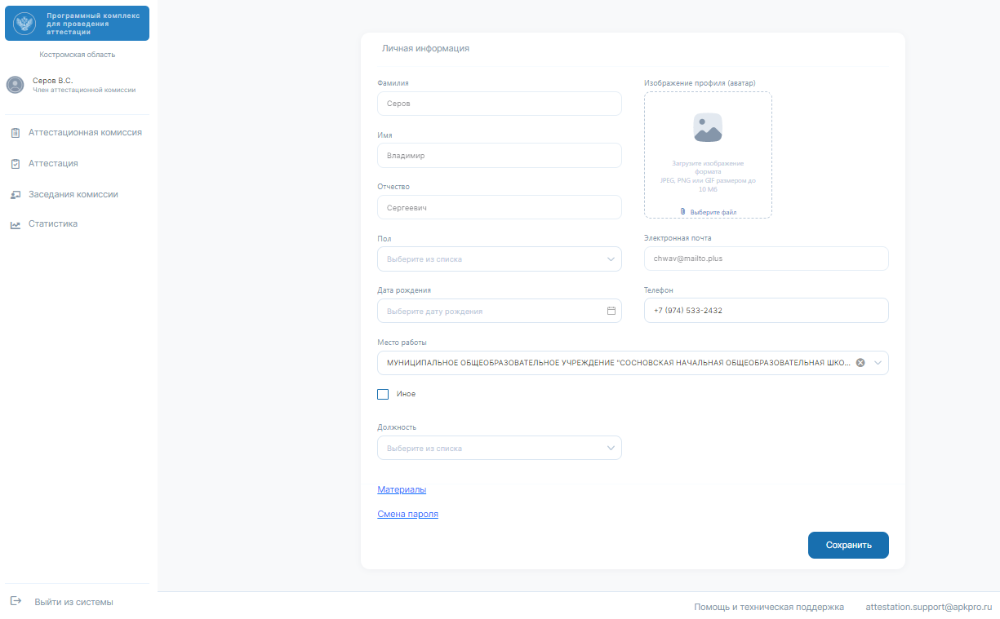 Программный комплекс
для проведения
аттестации
Костромская область
Серов В.С.
Член аттестационной комиссии
Аттестационная комиссия
Аттестация
Заседания комиссии
Статистика
Выйти из системы
Личная информация
Фамилия
Серов
Имя
Владимир
Отчество
Сергеевич
Пол
Выберите из списка
Дата рождения
Выберите дату рождения
Изображение профиля (аватар)
Загрузите изображение
формата
JPEG, PNG или GIF размером до
10 МБ
Выберите файл
Электронная почта
chwav@mailto.plus
Телефон
+7 (974) 533-2432
Место работы
МУНИЦИПАЛЬНОЕ ОБЩЕОБРАЗОВАТЕЛЬНОЕ УЧРЕЖДЕНИЕ "СОСНОВСКАЯ НАЧАЛЬНАЯ ОБЩЕОБРАЗОВАТЕЛЬНАЯ ШКО...
Иное
Должность
Выберите из списка
Материалы
Смена пароля
Сохранить
Помощь и техническая поддержка attestation.support@apkpro.ru